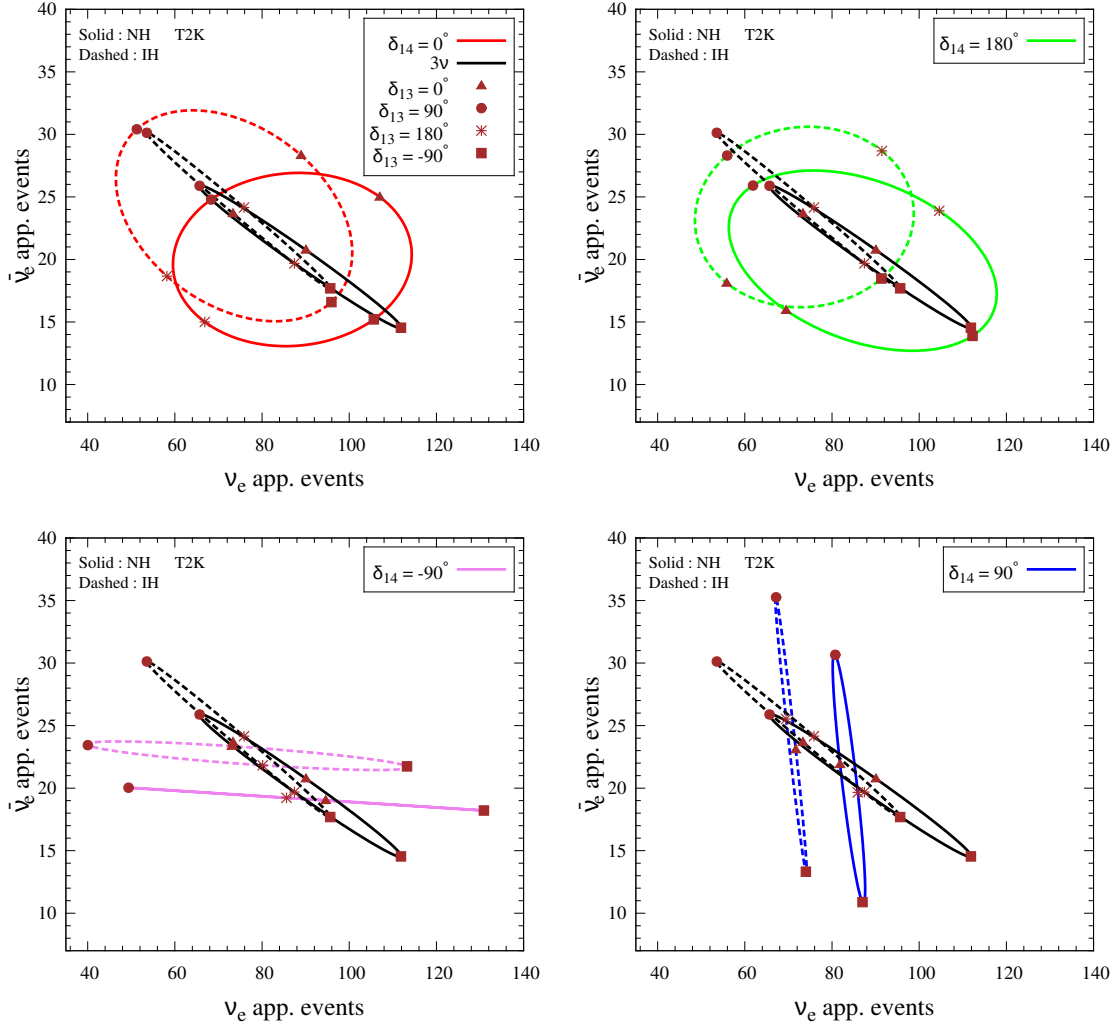 Solid : NH T2K
Dashed : IH
δ14 = 0°
3ν
δ13 = 0°
δ13 = 90°
δ13 = 180°
δ13 = -90°
40
35
30
25
20
15
10
ν̄e app. events
40 60 80 100 120 140
νe app. events
Solid : NH T2K
Dashed : IH
δ14 = 180°
40
35
30
25
20
15
10
ν̄e app. events
40 60 80 100 120 140
νe app. events
Solid : NH T2K
Dashed : IH
δ14 = -90°
40
35
30
25
20
15
10
ν̄e app. events
40 60 80 100 120 140
νe app. events
Solid : NH T2K
Dashed : IH
δ14 = 90°
40
35
30
25
20
15
10
ν̄e app. events
40 60 80 100 120 140
νe app. events